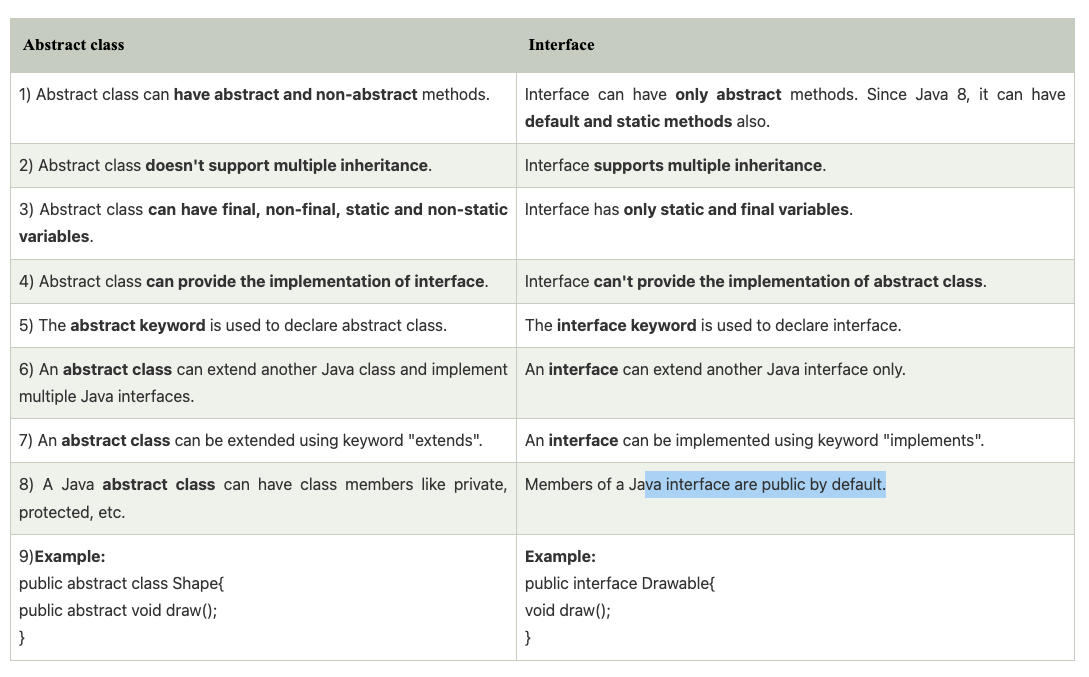 Abstract class
Interface
1) Abstract class can have abstract and non-abstract methods.
Interface can have only abstract methods. Since Java 8, it can have
default and static methods also.
2) Abstract class doesn't support multiple inheritance.
Interface supports multiple inheritance.
3) Abstract class can have final, non-final, static and non-static
variables.
Interface has only static and final variables.
4) Abstract class can provide the implementation of interface.
Interface can't provide the implementation of abstract class.
5) The abstract keyword is used to declare abstract class.
The interface keyword is used to declare interface.
6) An abstract class can extend another Java class and implement
multiple Java interfaces.
An interface can extend another Java interface only.
7) An abstract class can be extended using keyword "extends".
An interface can be implemented using keyword "implements".
8) A Java abstract class can have class members like private,
protected, etc.
Members of a Java interface are public by default.
9)Example:
public abstract class Shape{
public abstract void draw();
}
Example:
public interface Drawable{
void draw();
}